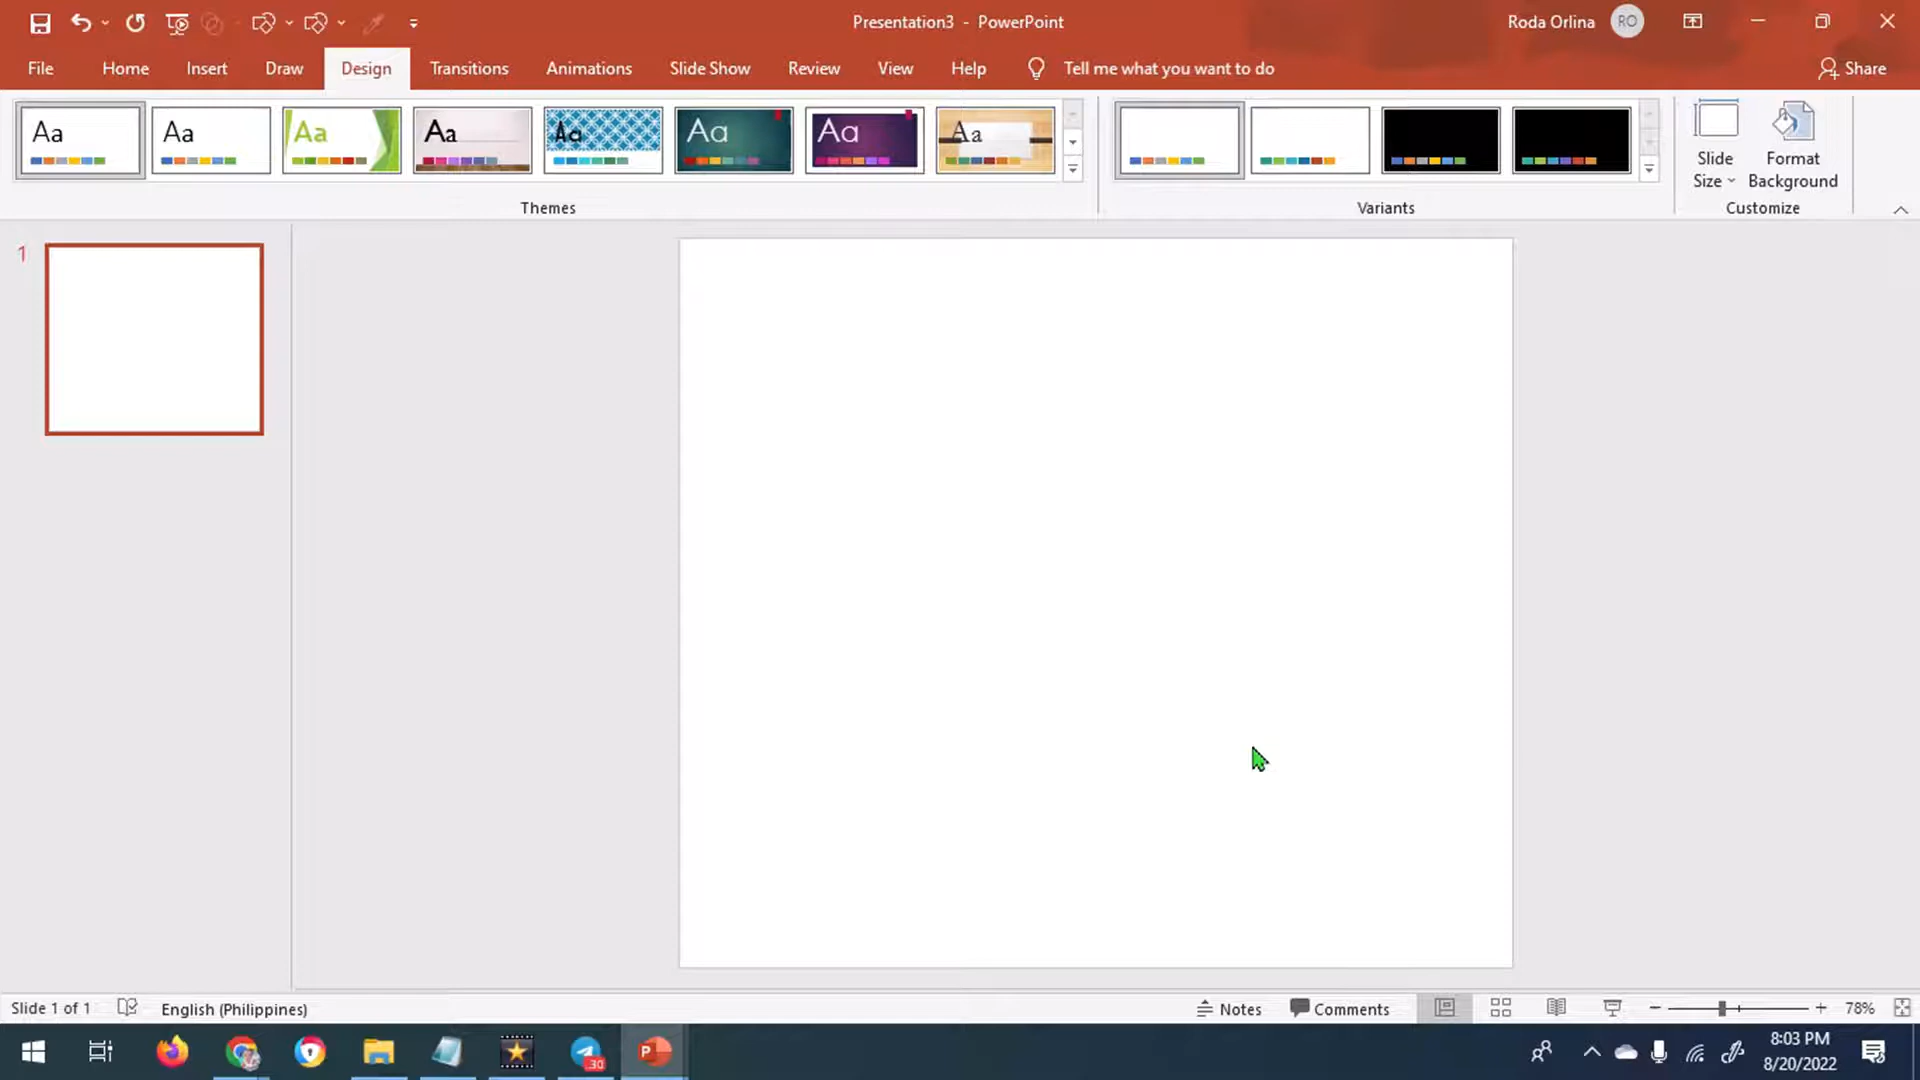 Presentation3 - PowerPoint
Roda Orlina
RO
File
Home
Insert
Draw
Design
Transitions
Animations
Slide Show
Review
View
Help
Tell me what you want to do
Share
Aa
Aa
Aa
Aa
Aa
Aa
Aa
Aa
Slide
Size
Format
Background
Themes
Variants
Customize
1
Slide 1 of 1
English (Philippines)
Notes
Comments
78%
30
8:03 PM
8/20/2022